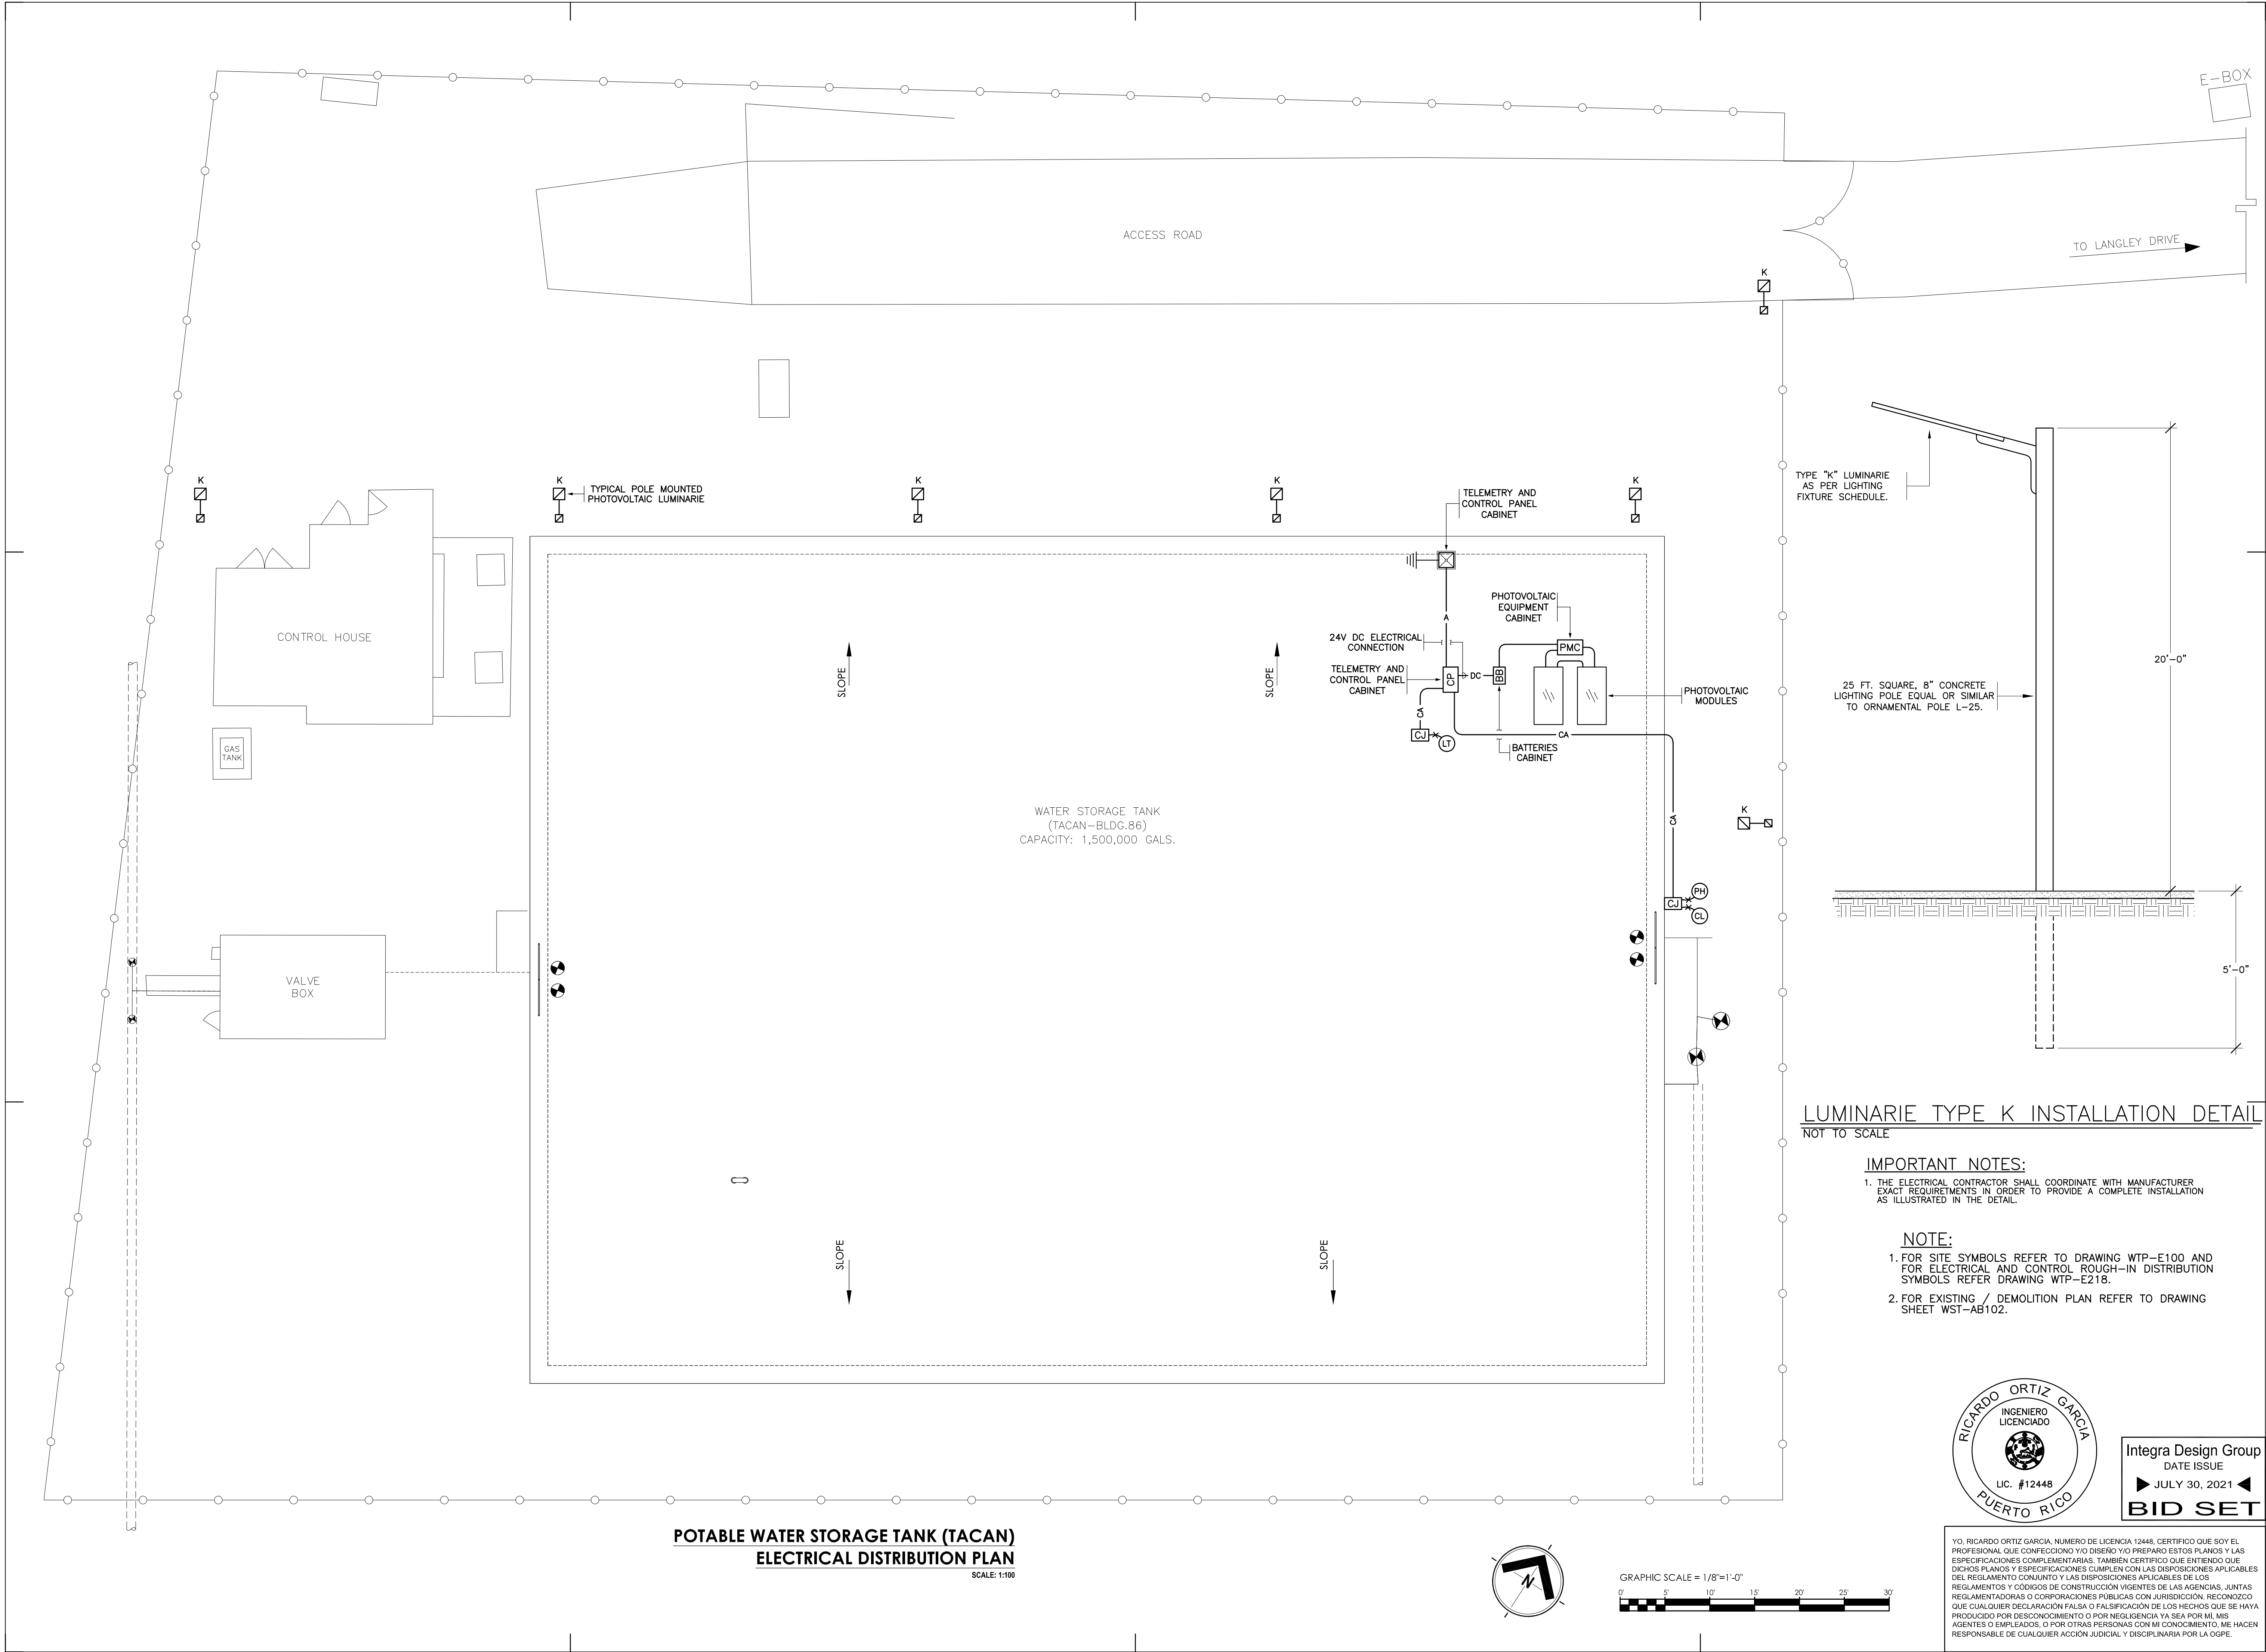 E-BOX
ACCESS ROAD
TO LANGLEY DRIVE
K
K
K
TYPICAL POLE MOUNTED
PHOTOVOLTAIC LUMINARIE
K
K
K
TELEMETRY AND
CONTROL PANEL
CABINET
TYPE "K" LUMINARIE
AS PER LIGHTING
FIXTURE SCHEDULE.
PHOTOVOLTAIC
EQUIPMENT
CABINET
A
24V DC ELECTRICAL
CONNECTION
PMC
TELEMETRY AND
CONTROL PANEL
CABINET
CP
DC
BB
PHOTOVOLTAIC
MODULES
CA
CJ
LT
CA
BATTERIES
CABINET
CONTROL HOUSE
SLOPE
SLOPE
20'-0"
25 FT. SQUARE, 8" CONCRETE
LIGHTING POLE EQUAL OR SIMILAR
TO ORNAMENTAL POLE L-25.
GAS
TANK
WATER STORAGE TANK
(TACAN-BLDG.86)
CAPACITY: 1,500,000 GALS.
K
CA
PH
CJ
CL
VALVE
BOX
5'-0"
LUMINARIE TYPE K INSTALLATION DETAIL
NOT TO SCALE
IMPORTANT NOTES:
1. THE ELECTRICAL CONTRACTOR SHALL COORDINATE WITH MANUFACTURER
EXACT REQUIRETMENTS IN ORDER TO PROVIDE A COMPLETE INSTALLATION
AS ILLUSTRATED IN THE DETAIL.
NOTE:
1. FOR SITE SYMBOLS REFER TO DRAWING WTP-E100 AND
FOR ELECTRICAL AND CONTROL ROUGH-IN DISTRIBUTION
SYMBOLS REFER DRAWING WTP-E218.
2. FOR EXISTING / DEMOLITION PLAN REFER TO DRAWING
SHEET WST-AB102.
SLOPE
SLOPE
RICARDO ORTIZ GARCIA
INGENIERO
LICENCIADO
LIC. #12448
PUERTO RICO
Integra Design Group
DATE ISSUE
JULY 30, 2021
BID SET
POTABLE WATER STORAGE TANK (TACAN)
ELECTRICAL DISTRIBUTION PLAN
SCALE: 1:100
N
GRAPHIC SCALE = 1/8"=1'-0"
0' 5' 10' 15' 20' 25' 30'
YO, RICARDO ORTIZ GARCIA, NUMERO DE LICENCIA 12448, CERTIFICO QUE SOY EL
PROFESIONAL QUE CONFECCIONO Y/O DISEÑO Y/O PREPARO ESTOS PLANOS Y LAS
ESPECIFICACIONES COMPLEMENTARIAS. TAMBIÉN CERTIFICO QUE ENTIENDO QUE
DICHOS PLANOS Y ESPECIFICACIONES CUMPLEN CON LAS DISPOSICIONES APLICABLES
DEL REGLAMENTO CONJUNTO Y LAS DISPOSICIONES APLICABLES DE LOS
REGLAMENTOS Y CÓDIGOS DE CONSTRUCCIÓN VIGENTES DE LAS AGENCIAS, JUNTAS
REGLAMENTADORAS O CORPORACIONES PÚBLICAS CON JURISDICCIÓN. RECONOZCO
QUE CUALQUIER DECLARACIÓN FALSA O FALSIFICACIÓN DE LOS HECHOS QUE SE HAYA
PRODUCIDO POR DESCONOCIMIENTO O POR NEGLIGENCIA YA SEA POR MÍ, MIS
AGENTES O EMPLEADOS, O POR OTRAS PERSONAS CON MI CONOCIMIENTO, ME HACEN
RESPONSABLE DE CUALQUIER ACCIÓN JUDICIAL Y DISCIPLINARIA POR LA OGPE.